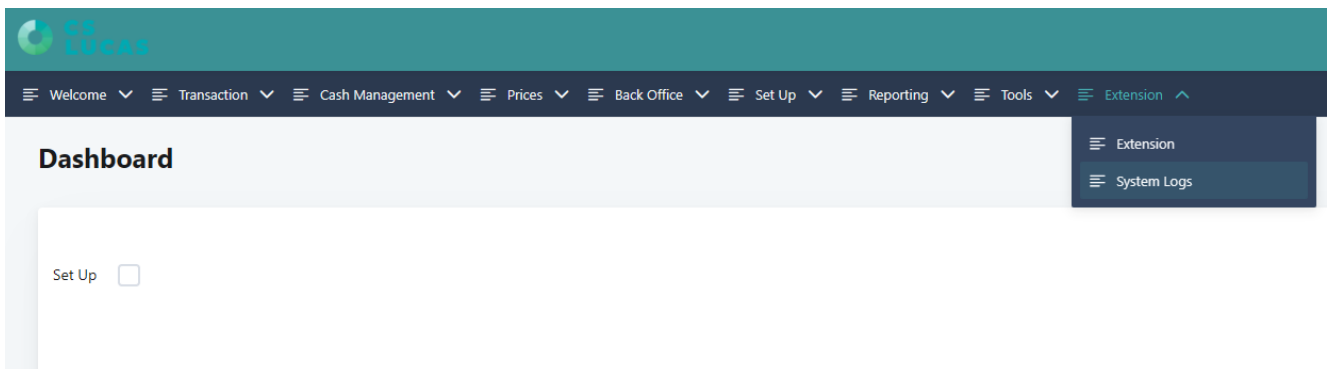 CS
LUCAS
Welcome Transaction Cash Management Prices Back Office Set Up Reporting Tools Extension
Dashboard
Extension
System Logs
Set Up